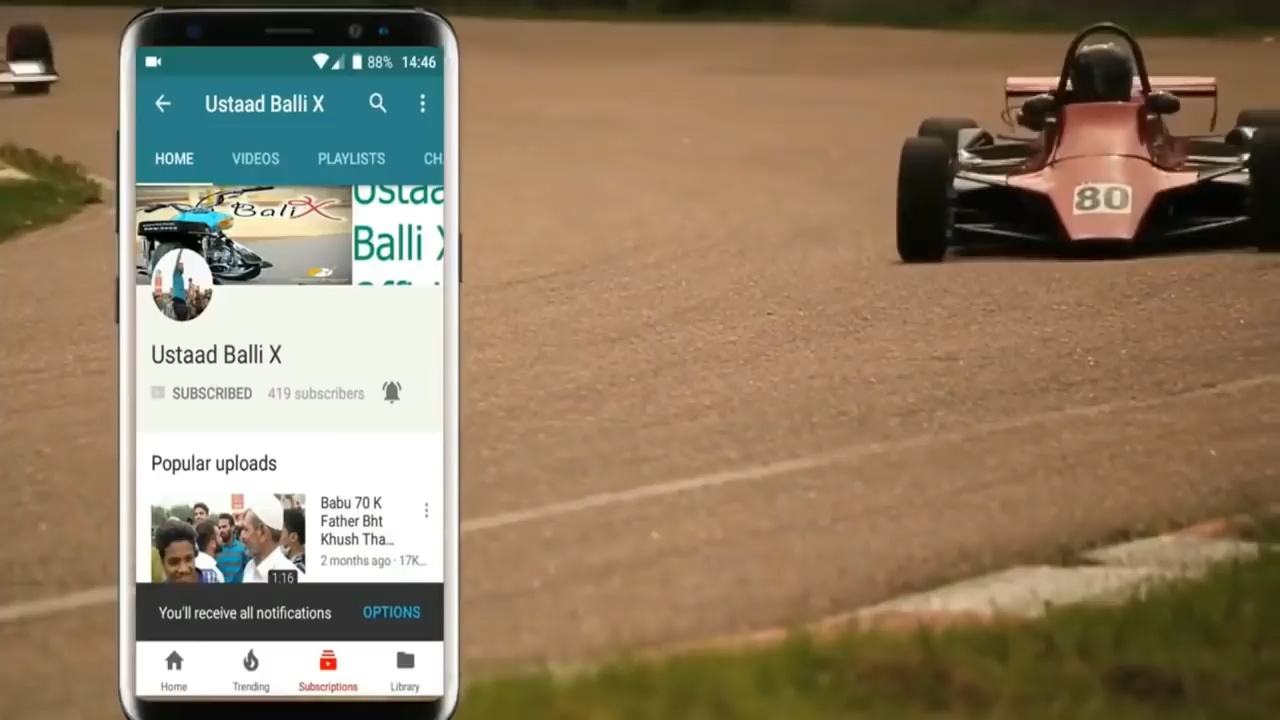 88% 14:46
Ustaad Balli X
HOME VIDEOS PLAYLISTS CH
BaliX
Ustaa
Balli X
Ustaad Balli X
SUBSCRIBED 419 subscribers
Popular uploads
Babu 70 K
Father Bht
Khush Tha...
2 months ago · 17K...
1:16
You'll receive all notifications OPTIONS
Home Trending Subscriptions Library
80